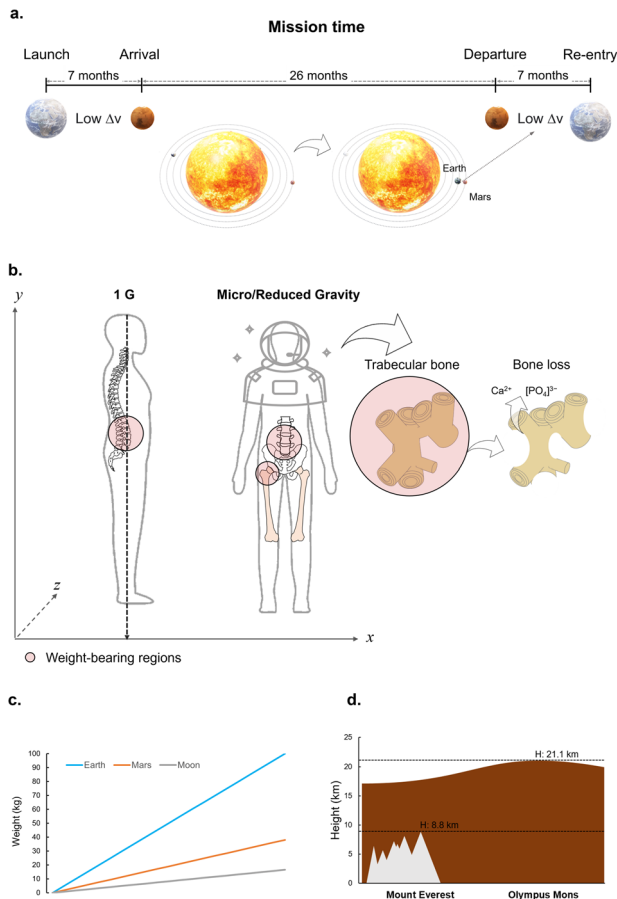 a.
Mission time
Launch Arrival Departure Re-entry
7 months 26 months 7 months
Low Δv Low Δv
Earth
Mars
b.
y 1 G Micro/Reduced Gravity
Trabecular bone Bone loss
Ca²⁺ [PO₄]³⁻
z
x
Weight-bearing regions
c.
Weight (kg)
100
90
80
70
60
50
40
30
20
10
0
Earth Mars Moon
d.
Height (km)
25
20
15
10
5
0
H: 21.1 km
H: 8.8 km
Mount Everest Olympus Mons